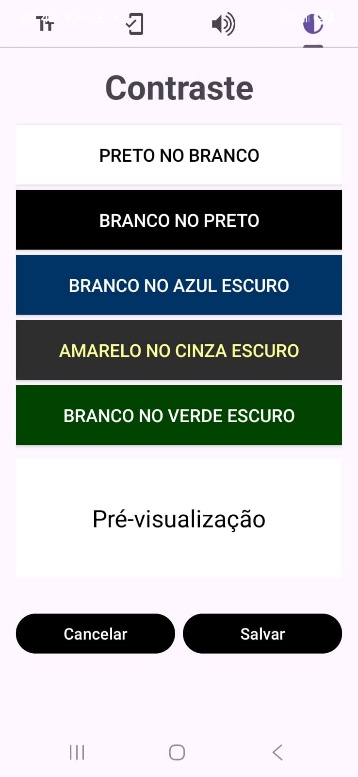 Contraste
PRETO NO BRANCO
BRANCO NO PRETO
BRANCO NO AZUL ESCURO
AMARELO NO CINZA ESCURO
BRANCO NO VERDE ESCURO
Pré-visualização
Cancelar
Salvar